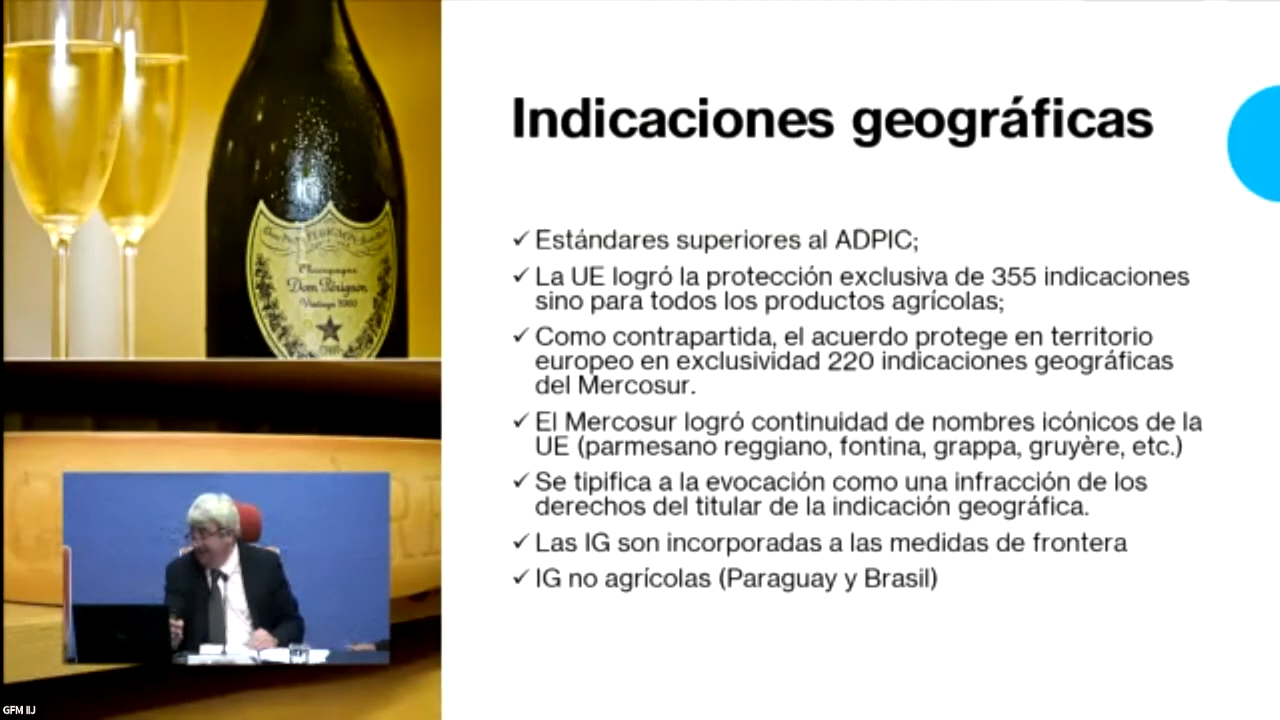 Indicaciones geográficas
✓ Estándares superiores al ADPIC;
✓ La UE logró la protección exclusiva de 355 indicaciones
sino para todos los productos agrícolas;
✓ Como contrapartida, el acuerdo protege en territorio
europeo en exclusividad 220 indicaciones geográficas
del Mercosur.
✓ El Mercosur logró continuidad de nombres icónicos de la
UE (parmesano reggiano, fontina, grappa, gruyère, etc.)
✓ Se tipifica a la evocación como una infracción de los
derechos del titular de la indicación geográfica.
✓ Las IG son incorporadas a las medidas de frontera
✓ IG no agrícolas (Paraguay y Brasil)
Champagne
Dom Pérignon
Vintage
GFM IIJ